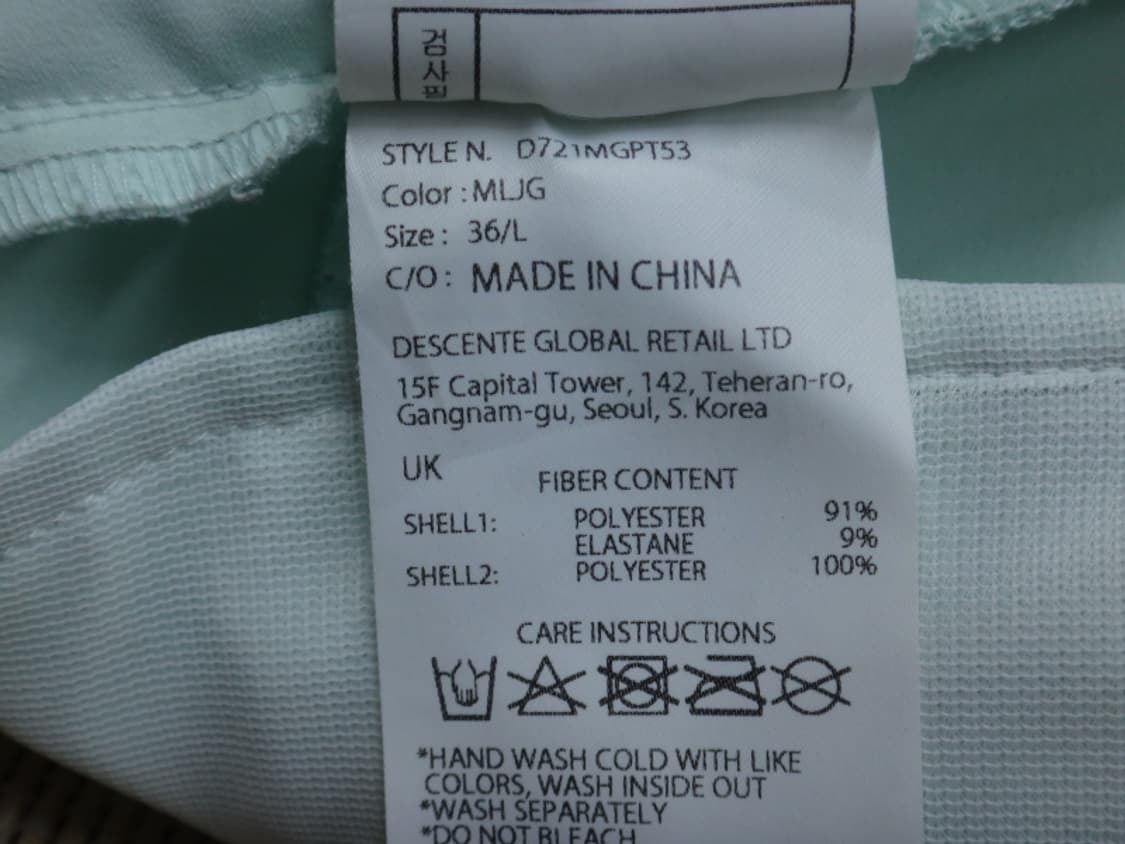 검사필
STYLE N. D721MGPT53
Color : MLJG
Size : 36/L
C/O : MADE IN CHINA
DESCENTE GLOBAL RETAIL LTD
15F Capital Tower, 142, Teheran-ro,
Gangnam-gu, Seoul, S. Korea
UK
FIBER CONTENT
SHELL1: POLYESTER 91%
ELASTANE 9%
SHELL2: POLYESTER 100%
CARE INSTRUCTIONS
*HAND WASH COLD WITH LIKE
COLORS, WASH INSIDE OUT
*WASH SEPARATELY
*DO NOT BLEACH